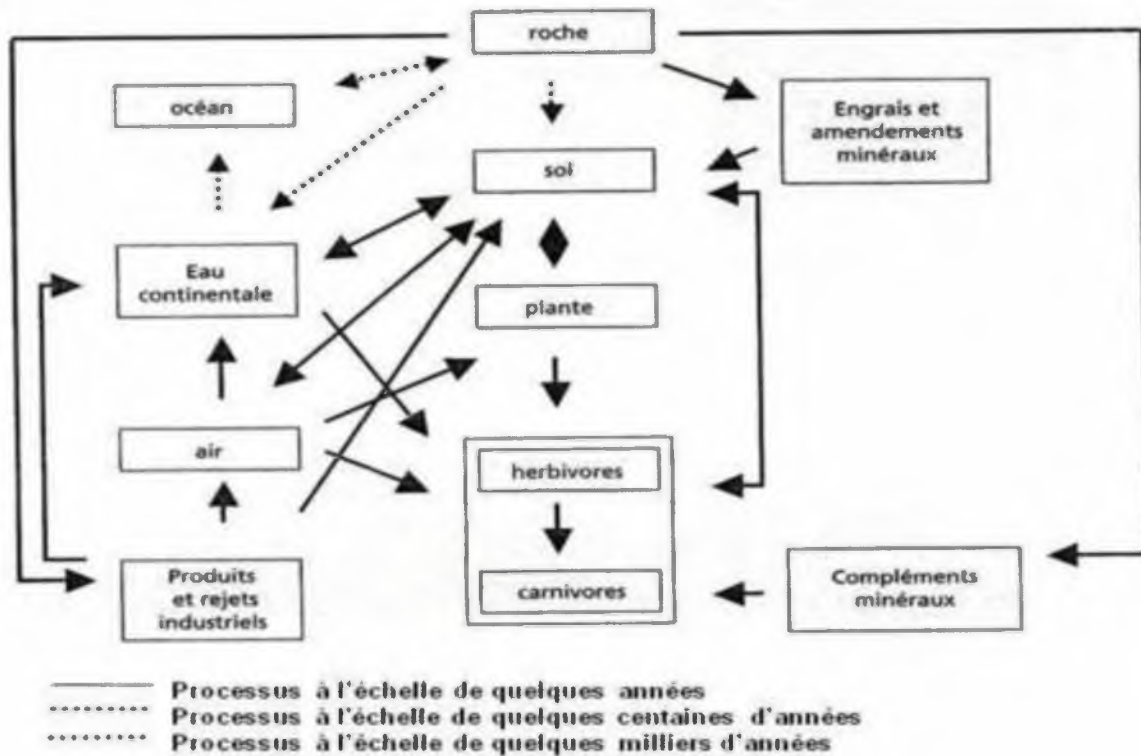 roche
océan
Engrais et
amendements
minéraux
sol
Eau
continentale
plante
air
herbivores
Produits
et rejets
industriels
carnivores
Compléments
minéraux
Processus à l'échelle de quelques années
Processus à l'échelle de quelques centaines d'années
Processus à l'échelle de quelques milliers d'années